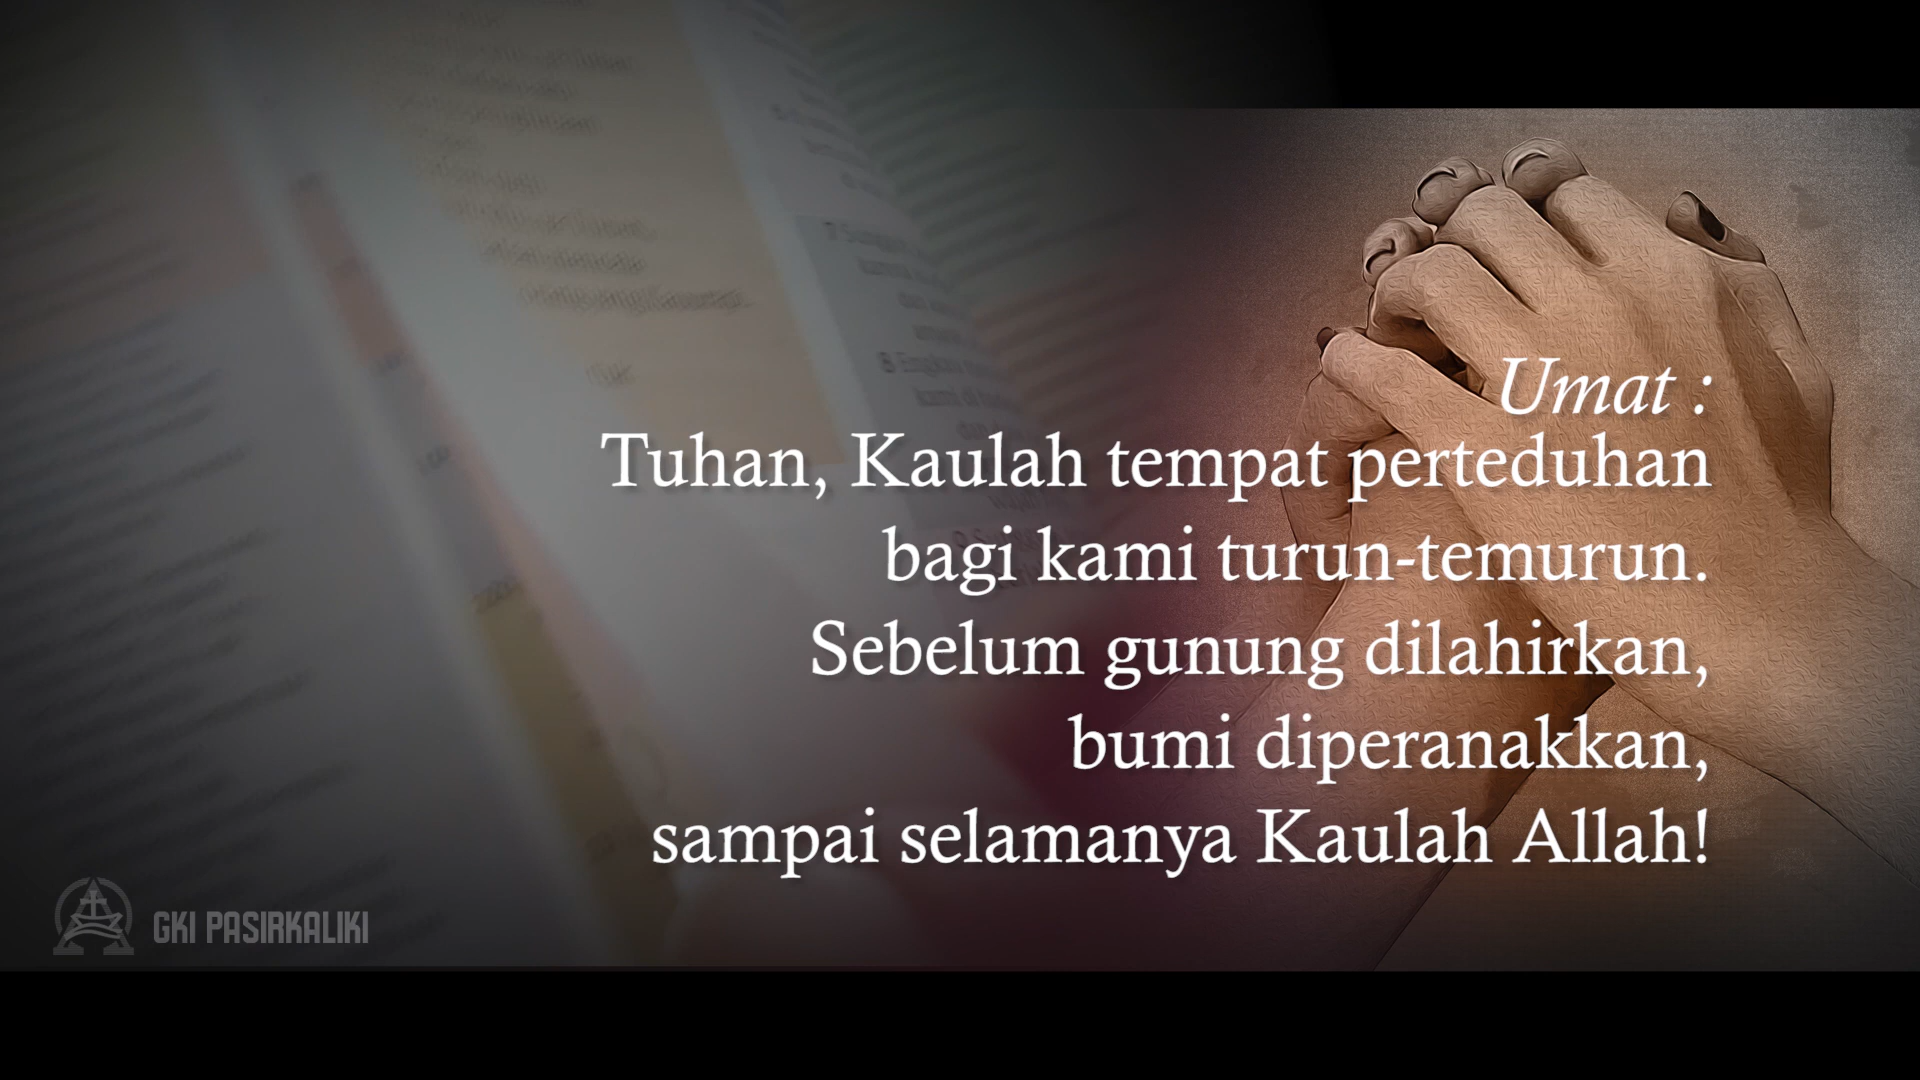 Umat :
Tuhan, Kaulah tempat perteduhan
bagi kami turun-temurun.
Sebelum gunung dilahirkan,
bumi diperanakkan,
sampai selamanya Kaulah Allah!
GKI PASIRKALIKI